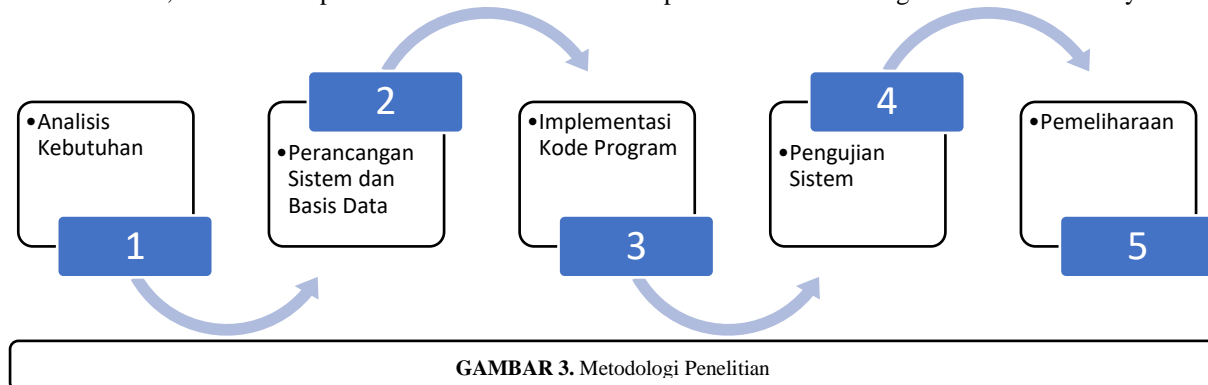 •Analisis
Kebutuhan
1
2
•Perancangan
Sistem dan
Basis Data
•Implementasi
Kode Program
3
4
•Pengujian
Sistem
•Pemeliharaan
5
GAMBAR 3. Metodologi Penelitian